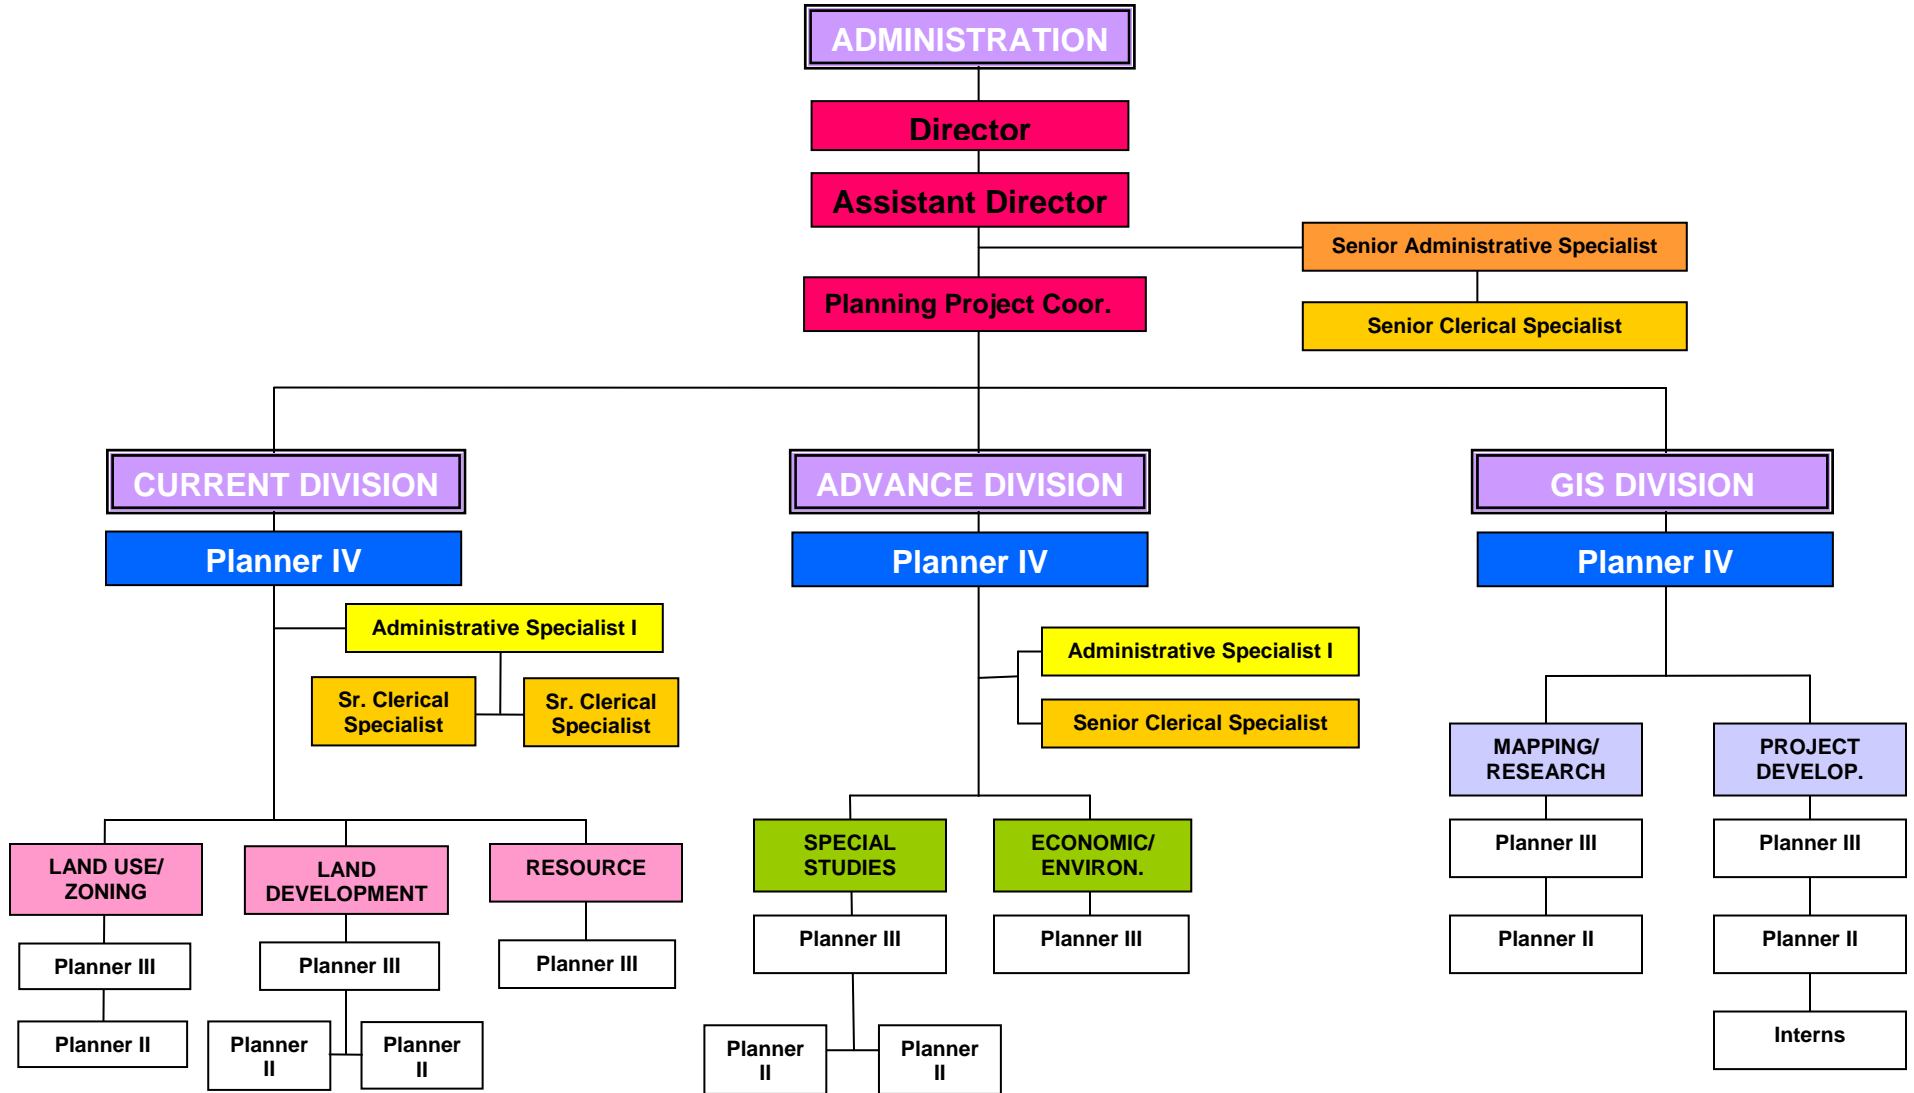 ADMINISTRATION
Director
Assistant Director
Senior Administrative Specialist
Planning Project Coor.
Senior Clerical Specialist
CURRENT DIVISION
ADVANCE DIVISION
GIS DIVISION
Planner IV
Planner IV
Planner IV
Administrative Specialist I
Sr. Clerical
Specialist
Sr. Clerical
Specialist
Administrative Specialist I
Senior Clerical Specialist
MAPPING/
RESEARCH
PROJECT
DEVELOP.
LAND USE/
ZONING
LAND
DEVELOPMENT
RESOURCE
SPECIAL
STUDIES
ECONOMIC/
ENVIRON.
Planner III
Planner III
Planner III
Planner III
Planner III
Planner III
Planner III
Planner II
Planner II
Planner II
Planner
II
Planner
II
Planner
II
Planner
II
Interns